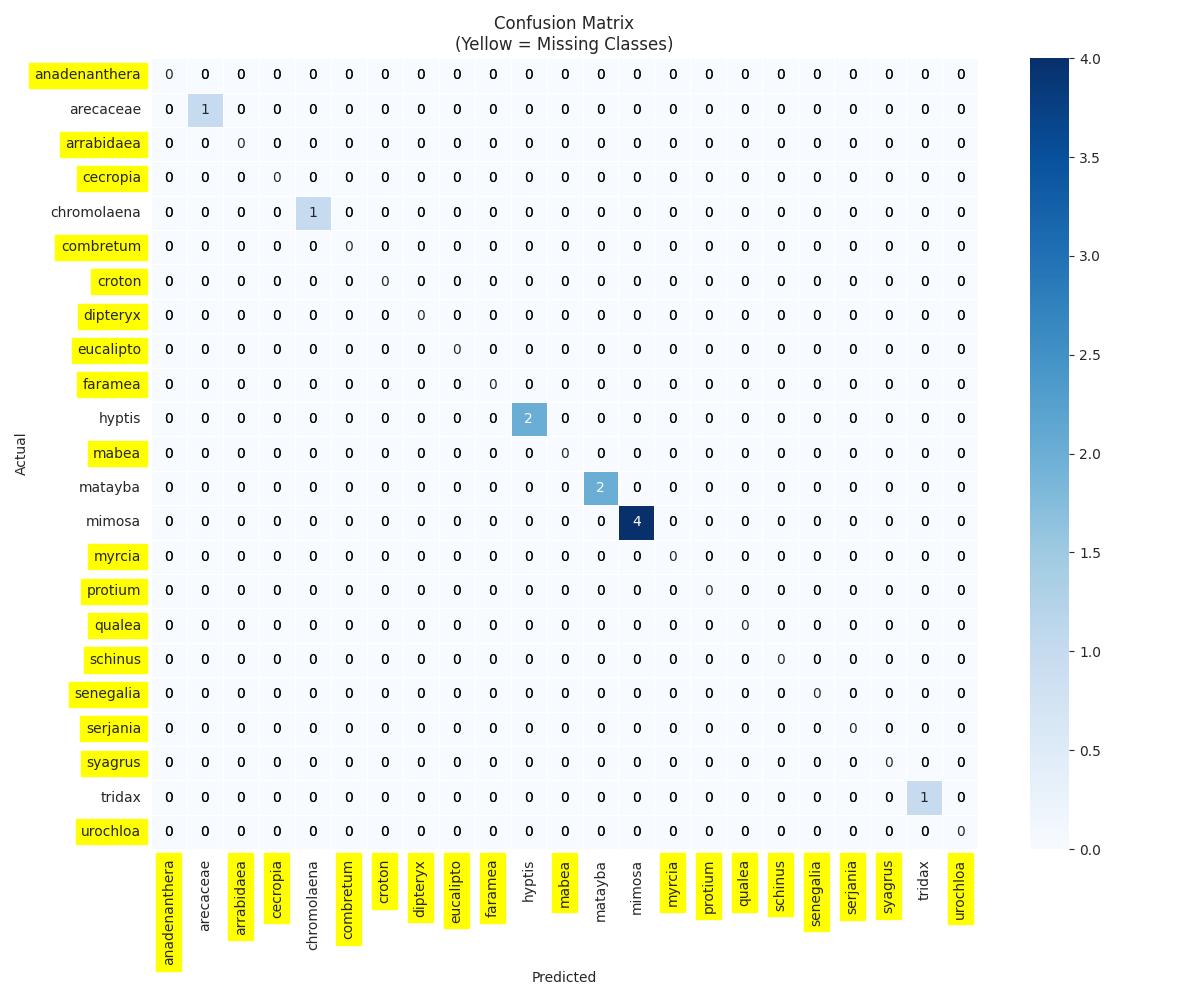 Confusion Matrix
(Yellow = Missing Classes)
anadenanthera 0 0 0 0 0 0 0 0 0 0 0 0 0 0 0 0 0 0 0 0 0 0 0
arecaceae 0 1 0 0 0 0 0 0 0 0 0 0 0 0 0 0 0 0 0 0 0 0 0
arrabidaea 0 0 0 0 0 0 0 0 0 0 0 0 0 0 0 0 0 0 0 0 0 0 0
cecropia 0 0 0 0 0 0 0 0 0 0 0 0 0 0 0 0 0 0 0 0 0 0 0
chromolaena 0 0 0 0 1 0 0 0 0 0 0 0 0 0 0 0 0 0 0 0 0 0 0
combretum 0 0 0 0 0 0 0 0 0 0 0 0 0 0 0 0 0 0 0 0 0 0 0
croton 0 0 0 0 0 0 0 0 0 0 0 0 0 0 0 0 0 0 0 0 0 0 0
dipteryx 0 0 0 0 0 0 0 0 0 0 0 0 0 0 0 0 0 0 0 0 0 0 0
eucalipto 0 0 0 0 0 0 0 0 0 0 0 0 0 0 0 0 0 0 0 0 0 0 0
faramea 0 0 0 0 0 0 0 0 0 0 0 0 0 0 0 0 0 0 0 0 0 0 0
hyptis 0 0 0 0 0 0 0 0 0 0 2 0 0 0 0 0 0 0 0 0 0 0 0
mabea 0 0 0 0 0 0 0 0 0 0 0 0 0 0 0 0 0 0 0 0 0 0 0
matayba 0 0 0 0 0 0 0 0 0 0 0 0 2 0 0 0 0 0 0 0 0 0 0
mimosa 0 0 0 0 0 0 0 0 0 0 0 0 0 4 0 0 0 0 0 0 0 0 0
myrcia 0 0 0 0 0 0 0 0 0 0 0 0 0 0 0 0 0 0 0 0 0 0 0
protium 0 0 0 0 0 0 0 0 0 0 0 0 0 0 0 0 0 0 0 0 0 0 0
qualea 0 0 0 0 0 0 0 0 0 0 0 0 0 0 0 0 0 0 0 0 0 0 0
schinus 0 0 0 0 0 0 0 0 0 0 0 0 0 0 0 0 0 0 0 0 0 0 0
senegalia 0 0 0 0 0 0 0 0 0 0 0 0 0 0 0 0 0 0 0 0 0 0 0
serjania 0 0 0 0 0 0 0 0 0 0 0 0 0 0 0 0 0 0 0 0 0 0 0
syagrus 0 0 0 0 0 0 0 0 0 0 0 0 0 0 0 0 0 0 0 0 0 0 0
tridax 0 0 0 0 0 0 0 0 0 0 0 0 0 0 0 0 0 0 0 0 0 1 0
urochloa 0 0 0 0 0 0 0 0 0 0 0 0 0 0 0 0 0 0 0 0 0 0 0
Actual
anadenanthera
arecaceae
arrabidaea
cecropia
chromolaena
combretum
croton
dipteryx
eucalipto
faramea
hyptis
mabea
matayba
mimosa
myrcia
protium
qualea
schinus
senegalia
serjania
syagrus
tridax
urochloa
Predicted
4.0
3.5
3.0
2.5
2.0
1.5
1.0
0.5
0.0